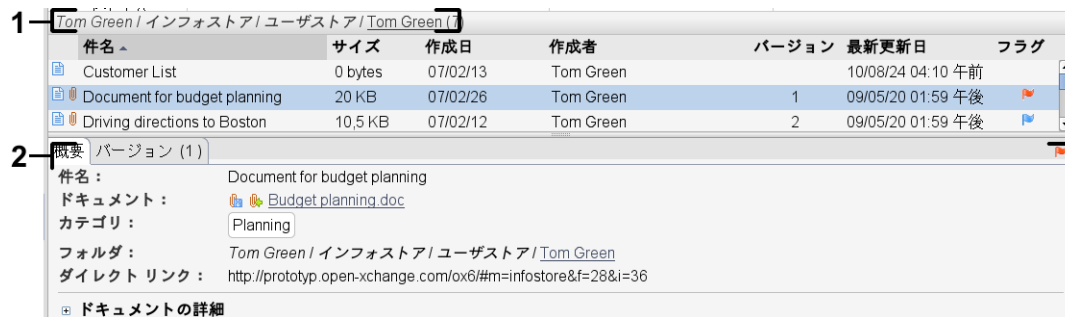 1 Tom Green / インフォストア / ユーザストア / Tom Green (7)
件名 サイズ 作成日 作成者 バージョン 最新更新日 フラグ
Customer List 0 bytes 07/02/13 Tom Green 10/08/24 04:10 午前
Document for budget planning 20 KB 07/02/26 Tom Green 1 09/05/20 01:59 午後
Driving directions to Boston 10,5 KB 07/02/12 Tom Green 2 09/05/20 01:59 午後
2 概要 バージョン (1)
件名： Document for budget planning
ドキュメント： Budget planning.doc
カテゴリ： Planning
フォルダ： Tom Green / インフォストア / ユーザストア / Tom Green
ダイレクト リンク： http://prototyp.open-xchange.com/ox6/#m=infostore&f=28&i=36
ドキュメントの詳細